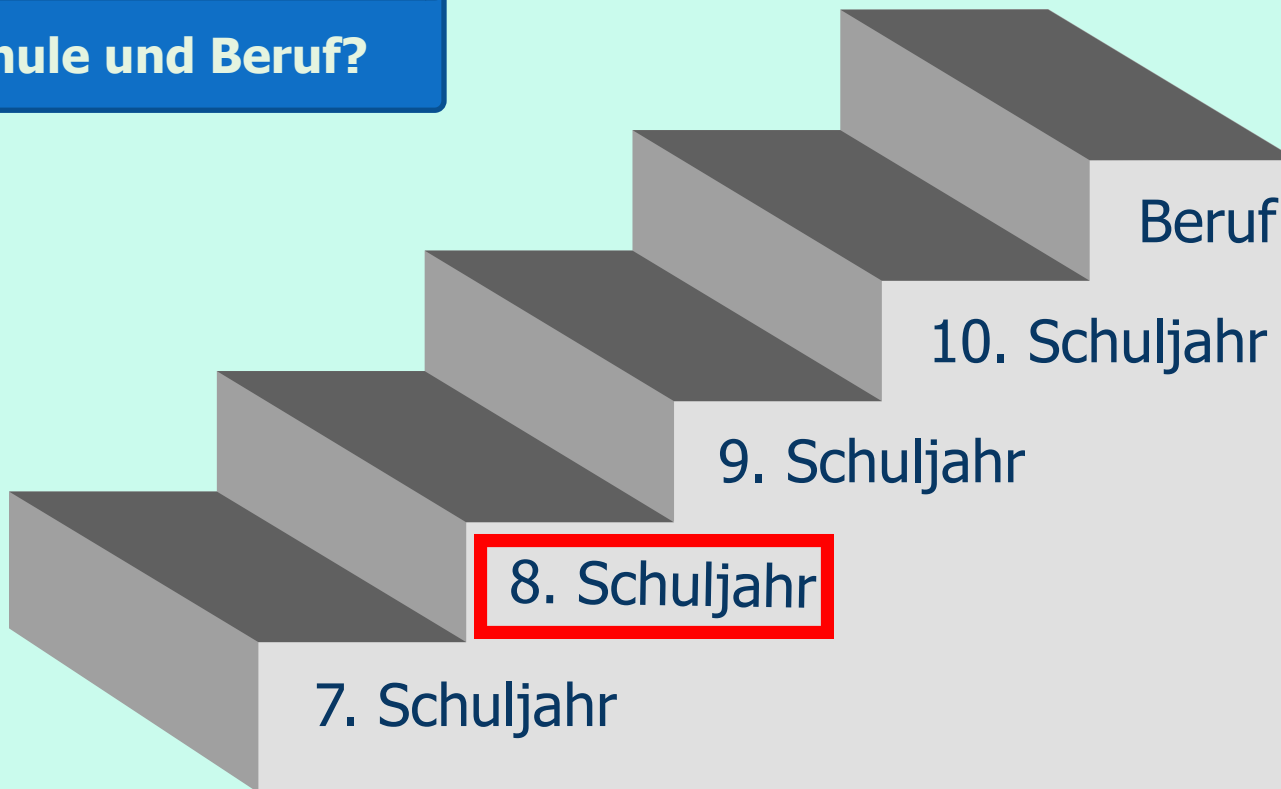 hule und Beruf?
Beruf
10. Schuljahr
9. Schuljahr
8. Schuljahr
7. Schuljahr